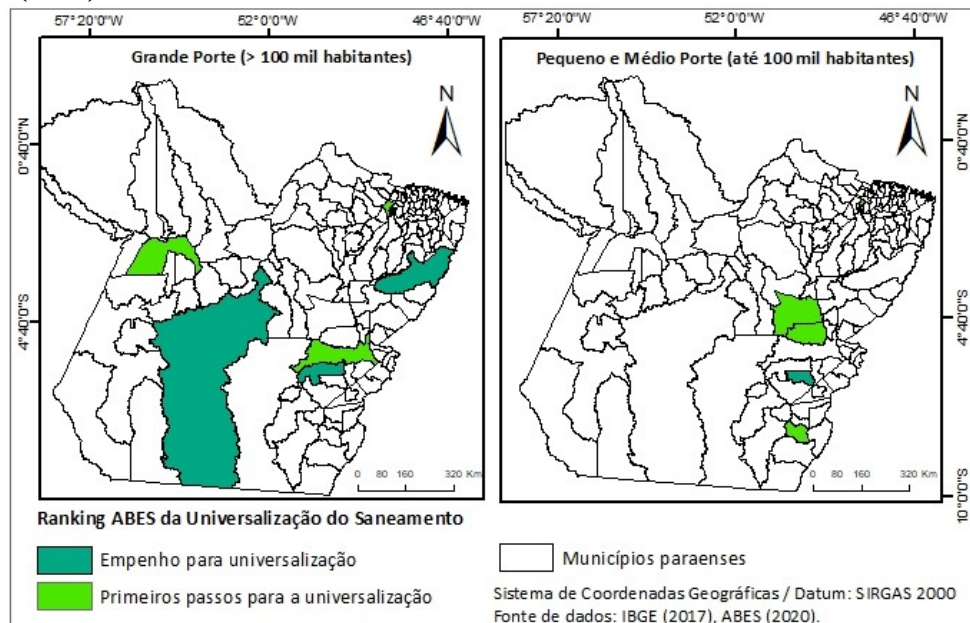 57°20'0"W
52°0'0"W
46°40'0"W
57°20'0"W
52°0'0"W
46°40'0"W
Grande Porte (> 100 mil habitantes)
Pequeno e Médio Porte (até 100 mil habitantes)
N
N
0°40'0"N
0°40'0"N
4°40'0"S
4°40'0"S
10°0'0"S
0 80 160 320 Km
0 80 160 320 Km
Ranking ABES da Universalização do Saneamento
Empenho para universalização
Primeiros passos para a universalização
Municípios paraenses
Sistema de Coordenadas Geográficas / Datum: SIRGAS 2000
Fonte de dados: IBGE (2017), ABES (2020).